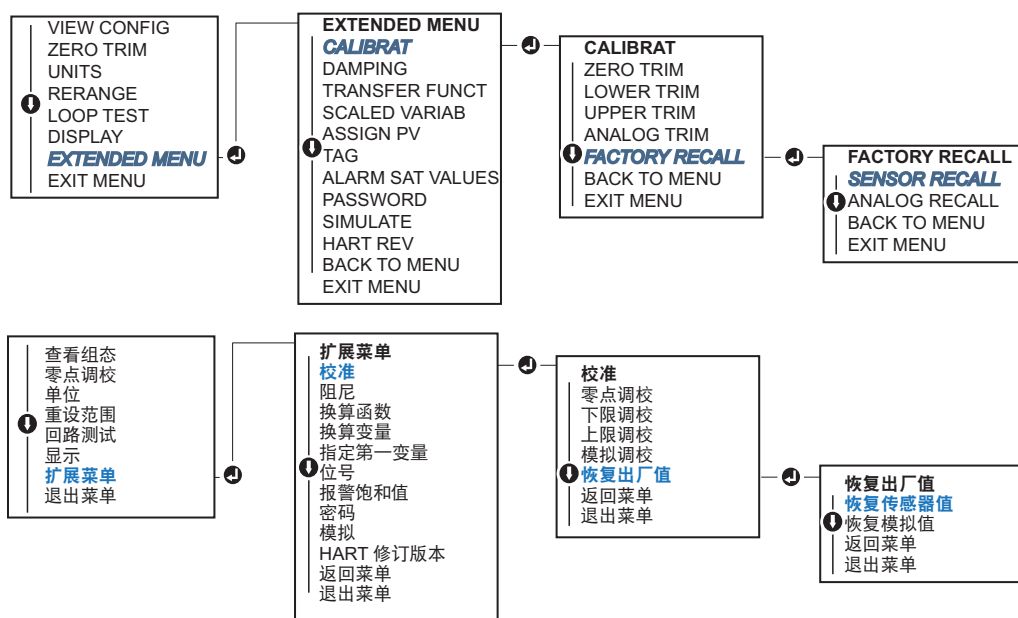 VIEW CONFIG
ZERO TRIM
UNITS
RERANGE
LOOP TEST
DISPLAY
EXTENDED MENU
EXIT MENU
EXTENDED MENU
CALIBRAT
DAMPING
TRANSFER FUNCT
SCALED VARIAB
ASSIGN PV
TAG
ALARM SAT VALUES
PASSWORD
SIMULATE
HART REV
BACK TO MENU
EXIT MENU
CALIBRAT
ZERO TRIM
LOWER TRIM
UPPER TRIM
ANALOG TRIM
FACTORY RECALL
BACK TO MENU
EXIT MENU
FACTORY RECALL
SENSOR RECALL
ANALOG RECALL
BACK TO MENU
EXIT MENU
查看组态
零点调校
单位
重设范围
回路测试
显示
扩展菜单
退出菜单
扩展菜单
校准
阻尼
换算函数
换算变量
指定第一变量
位号
报警饱和值
密码
模拟
HART 修订版本
返回菜单
退出菜单
校准
零点调校
下限调校
上限调校
模拟调校
恢复出厂值
返回菜单
退出菜单
恢复出厂值
恢复传感器值
恢复模拟值
返回菜单
退出菜单